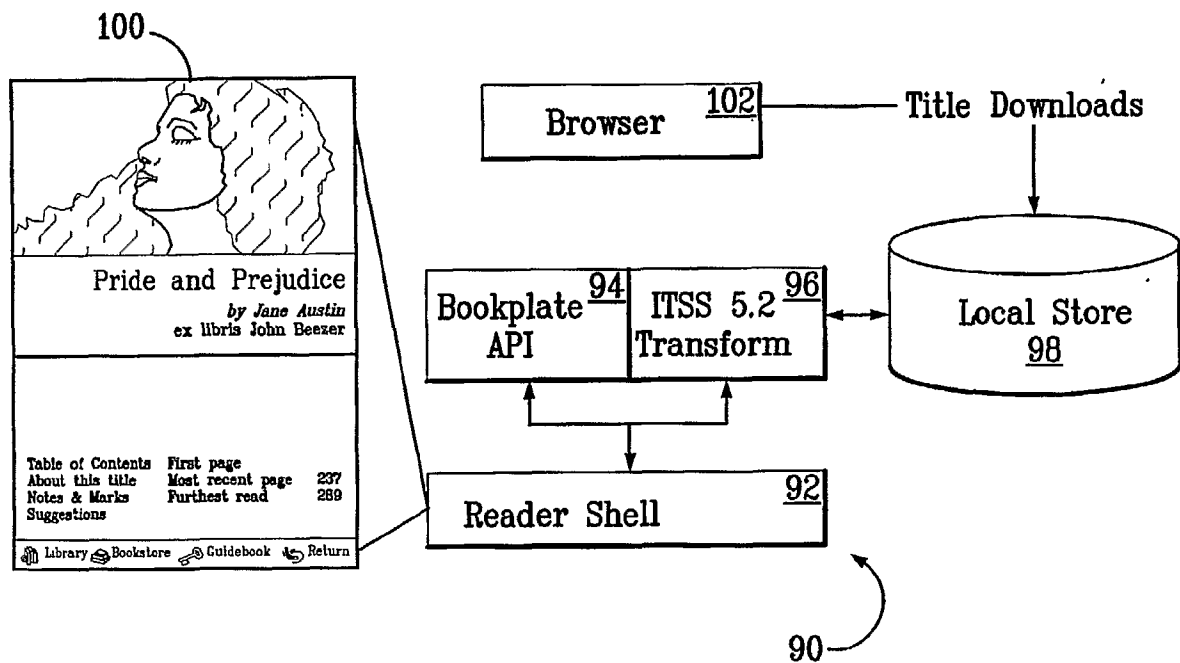 100
Pride and Prejudice
by Jane Austin
ex libris John Beezer
Table of Contents First page
About this title Most recent page 237
Notes & Marks Furthest read 289
Suggestions
Library Bookstore Guidebook Return
Browser 102
Title Downloads
Bookplate API 94
ITSS 5.2 Transform 96
Local Store
98
Reader Shell 92
90